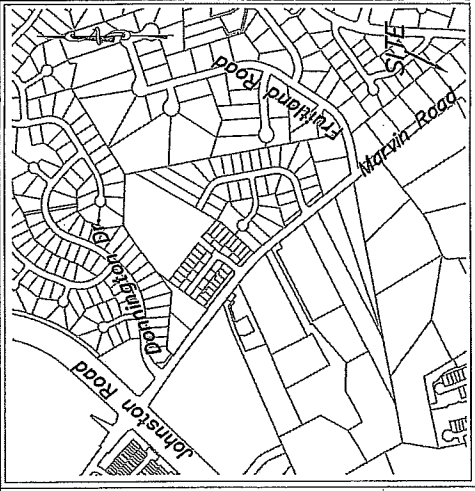 SITE
Fruitland Road
Marvin Road
Donnington Dr.
Johnston Road